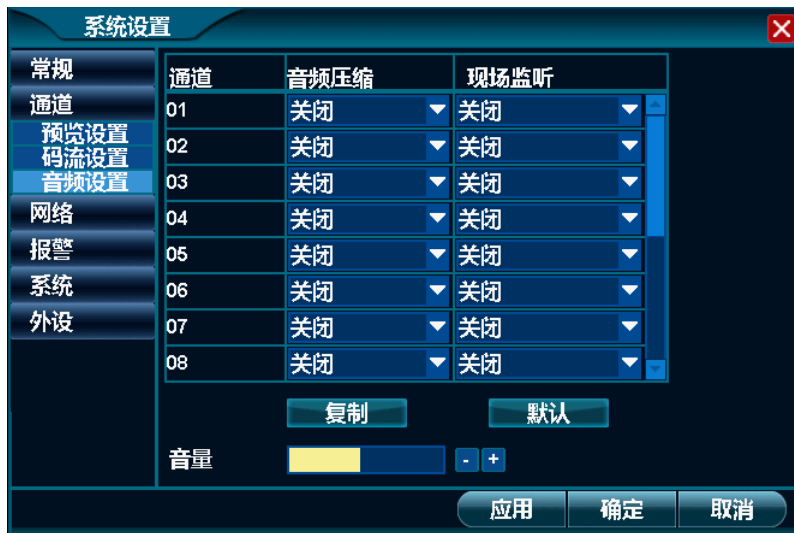 系统设置
常规
通道
预览设置
码流设置
音频设置
网络
报警
系统
外设
通道 音频压缩 现场监听
01 关闭 关闭
02 关闭 关闭
03 关闭 关闭
04 关闭 关闭
05 关闭 关闭
06 关闭 关闭
07 关闭 关闭
08 关闭 关闭
复制 默认
音量 - +
应用 确定 取消